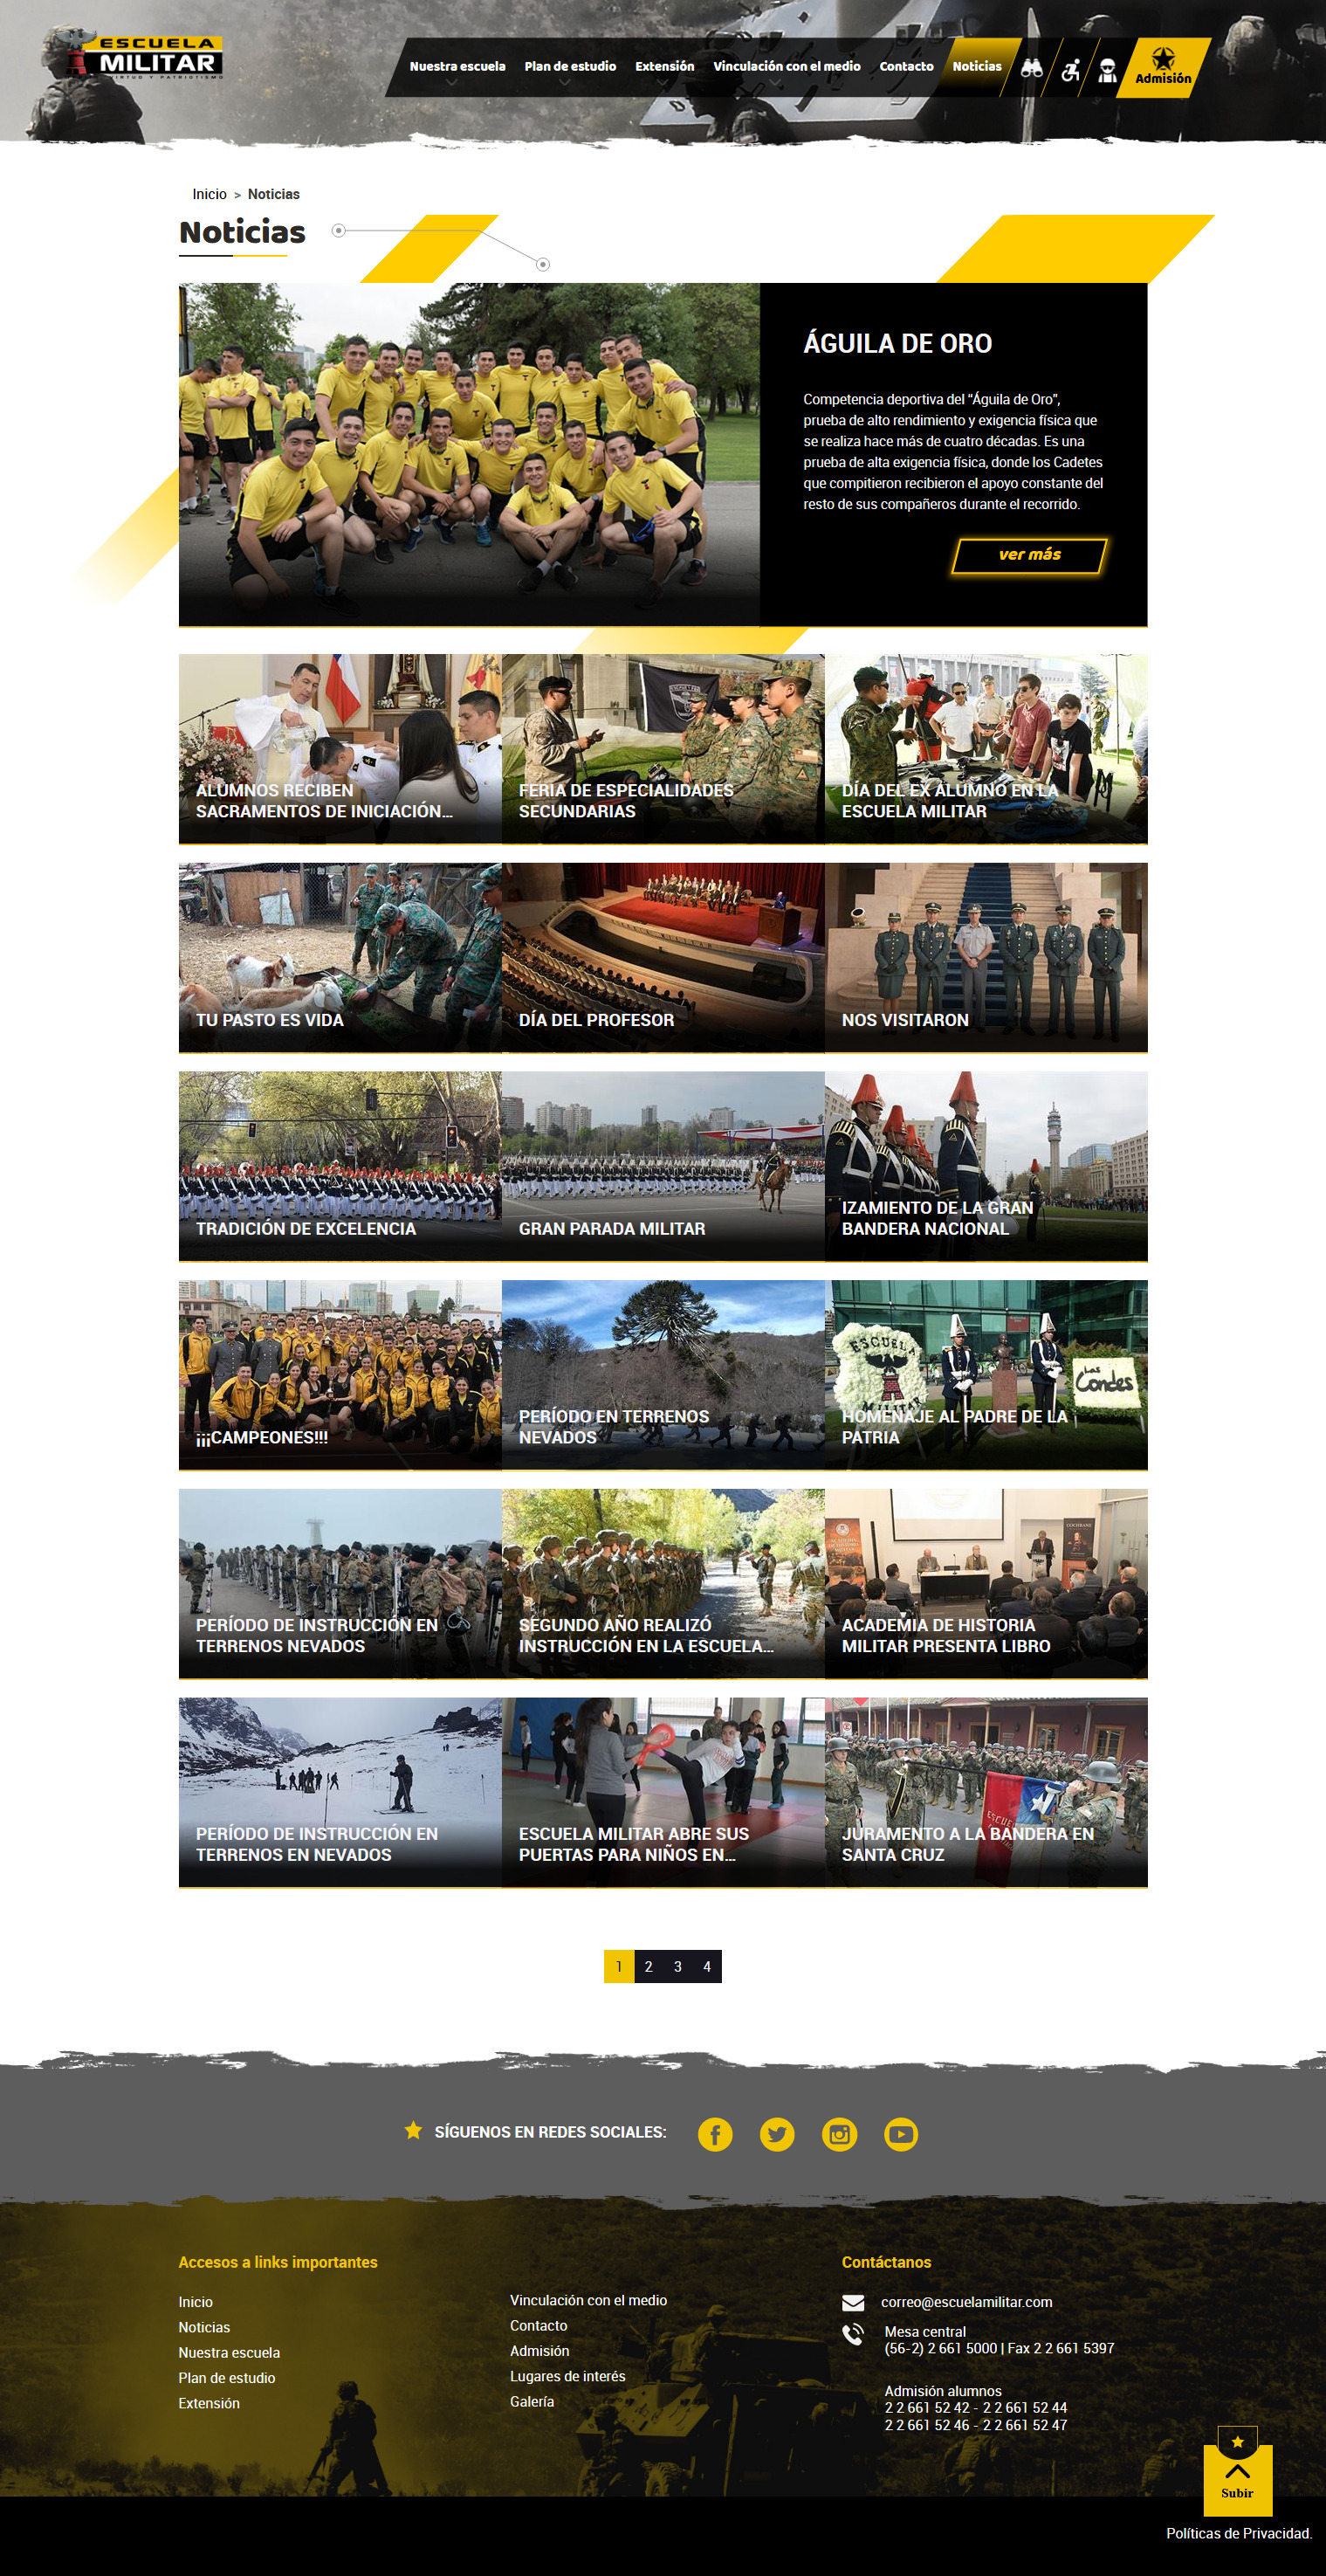 ESCUELA
MILITAR
VIRTUD Y PATRIOTISMO
Nuestra escuela
Plan de estudio
Extensión
Vinculación con el medio
Contacto
Noticias
Admisión
Inicio > Noticias
Noticias
ÁGUILA DE ORO
Competencia deportiva del “Águila de Oro”,
prueba de alto rendimiento y exigencia física que
se realiza hace más de cuatro décadas. Es una
prueba de alta exigencia física, donde los Cadetes
que compitieron recibieron el apoyo constante del
resto de sus compañeros durante el recorrido.
ver más
ALUMNOS RECIBEN
SACRAMENTOS DE INICIACIÓN...
FERIA DE ESPECIALIDADES
SECUNDARIAS
DÍA DEL EX ALUMNO EN LA
ESCUELA MILITAR
TU PASTO ES VIDA
DÍA DEL PROFESOR
NOS VISITARON
TRADICIÓN DE EXCELENCIA
GRAN PARADA MILITAR
IZAMIENTO DE LA GRAN
BANDERA NACIONAL
¡¡¡CAMPEONES!!!
PERÍODO EN TERRENOS
NEVADOS
ESCUELA
MILITAR
Las
Condes
HOMENAJE AL PADRE DE LA
PATRIA
PERÍODO DE INSTRUCCIÓN EN
TERRENOS NEVADOS
SEGUNDO AÑO REALIZÓ
INSTRUCCIÓN EN LA ESCUELA...
COCHRANE
ACADEMIA DE HISTORIA
MILITAR PRESENTA LIBRO
PERÍODO DE INSTRUCCIÓN EN
TERRENOS EN NEVADOS
ESCUELA MILITAR ABRE SUS
PUERTAS PARA NIÑOS EN...
ESCUELA
JURAMENTO A LA BANDERA EN
SANTA CRUZ
1 2 3 4
SÍGUENOS EN REDES SOCIALES:
Accesos a links importantes
Inicio
Noticias
Nuestra escuela
Plan de estudio
Extensión
Vinculación con el medio
Contacto
Admisión
Lugares de interés
Galería
Contáctanos
correo@escuelamilitar.com
Mesa central
(56-2) 2 661 5000 | Fax 2 2 661 5397
Admisión alumnos
2 2 661 52 42 - 2 2 661 52 44
2 2 661 52 46 - 2 2 661 52 47
Subir
Políticas de Privacidad.